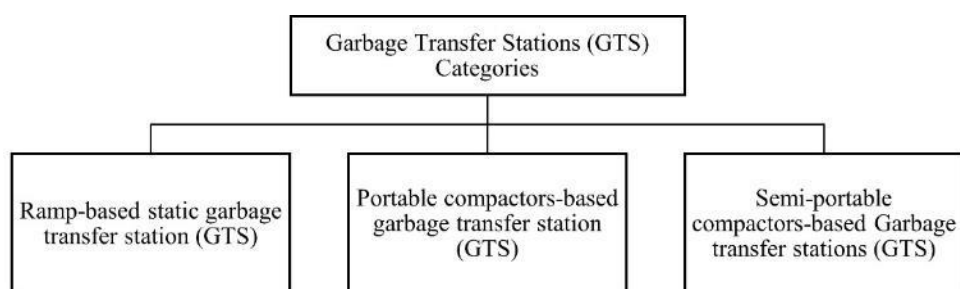 Garbage Transfer Stations (GTS)
Categories
Ramp-based static garbage
transfer station (GTS)
Portable compactors-based
garbage transfer station
(GTS)
Semi-portable
compactors-based Garbage
transfer stations (GTS)